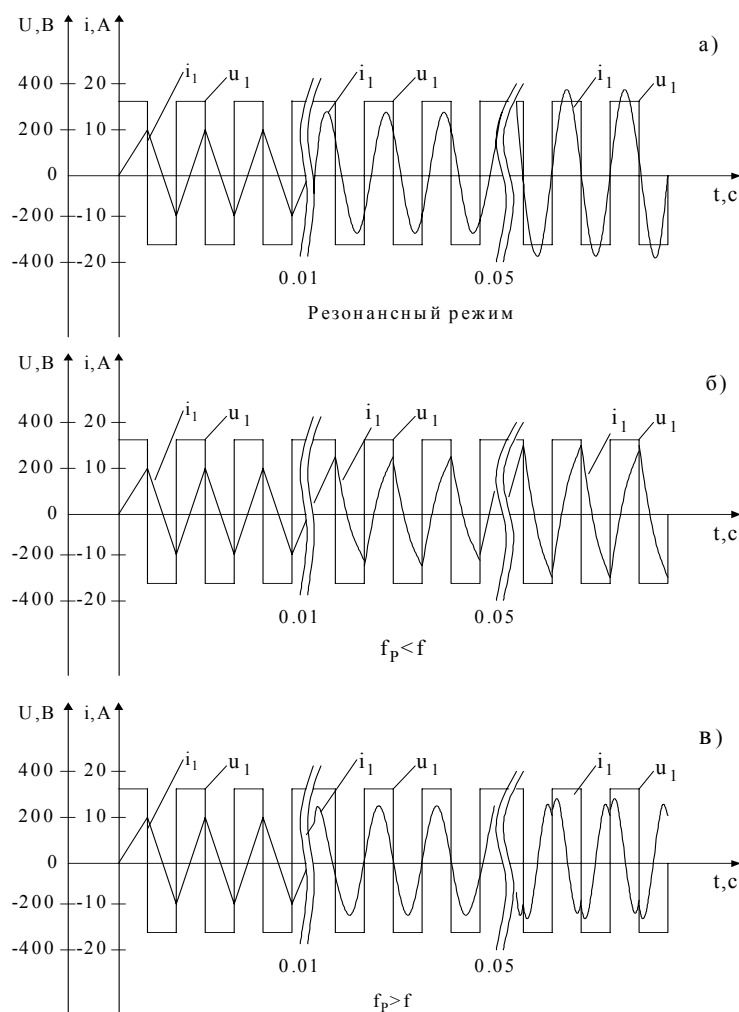 а)
U,В i,А
i₁ u₁ i₁ i₁ u₁
400 20
200 10
0
-200 -10
-400 -20
t,с
0.01 0.05
Резонансный режим
б)
U,В i,А
i₁ u₁ i₁ u₁ i₁ u₁
400 20
200 10
0
-200 -10
-400 -20
t,с
0.01 0.05
fР<f
в)
U,В i,А
i₁ u₁ i₁ i₁ u₁
400 20
200 10
0
-200 -10
-400 -20
t,с
0.01 0.05
fР>f